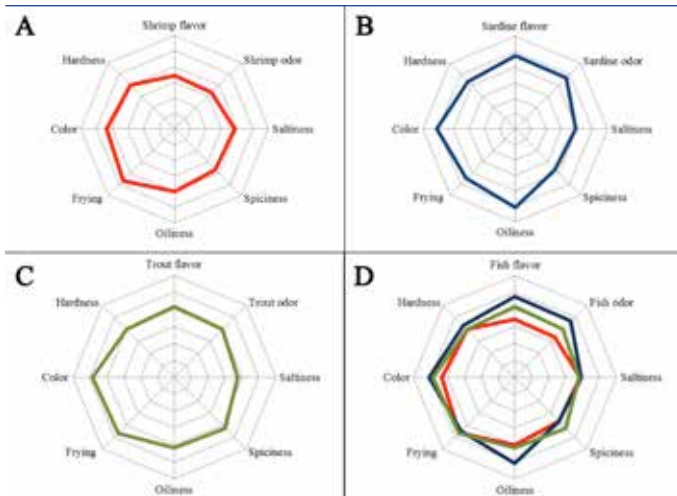 A
Shrimp flavor
Shrimp odor
Saltiness
Spiciness
Oiliness
Frying
Color
Hardness
B
Sardine flavor
Sardine odor
Saltiness
Spiciness
Oiliness
Frying
Color
Hardness
C
Trout flavor
Trout odor
Saltiness
Spiciness
Oiliness
Frying
Color
Hardness
D
Fish flavor
Fish odor
Saltiness
Spiciness
Oiliness
Frying
Color
Hardness